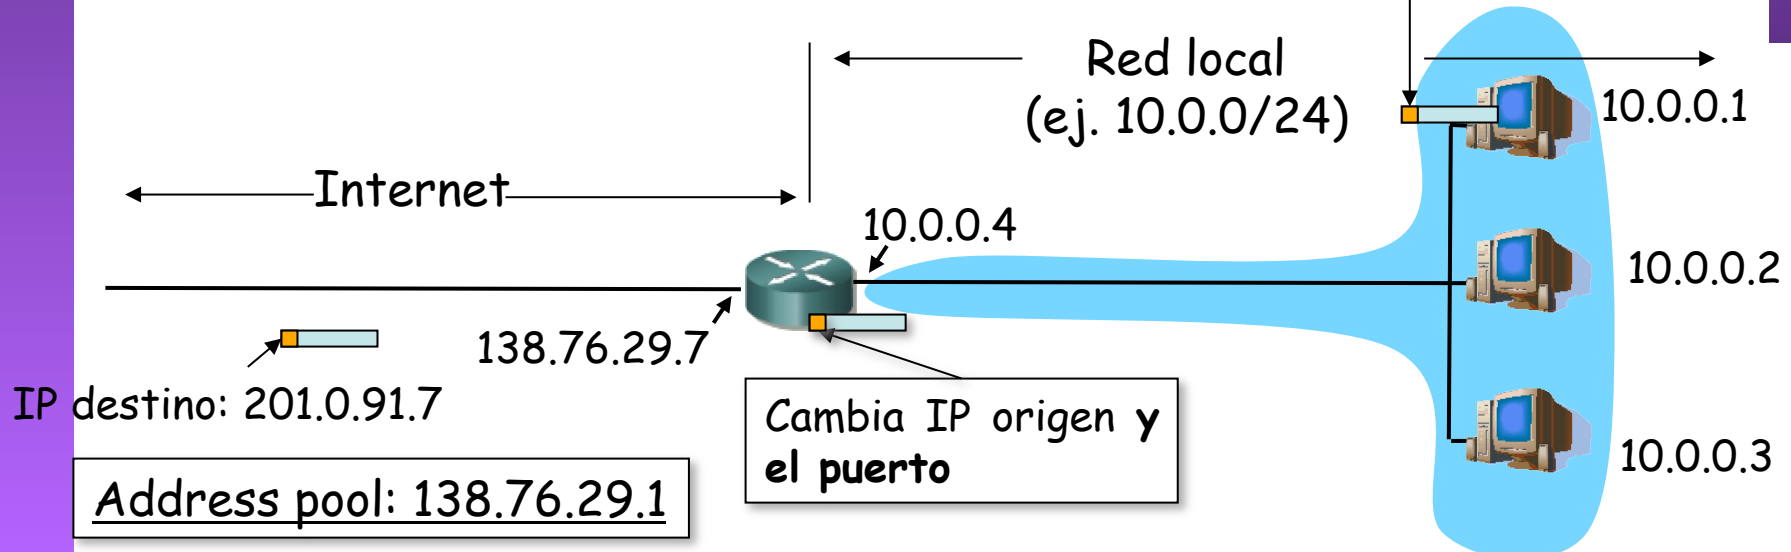 Red local
(ej. 10.0.0/24)
10.0.0.1
Internet
10.0.0.4
10.0.0.2
138.76.29.7
IP destino: 201.0.91.7
Cambia IP origen y
el puerto
10.0.0.3
Address pool: 138.76.29.1